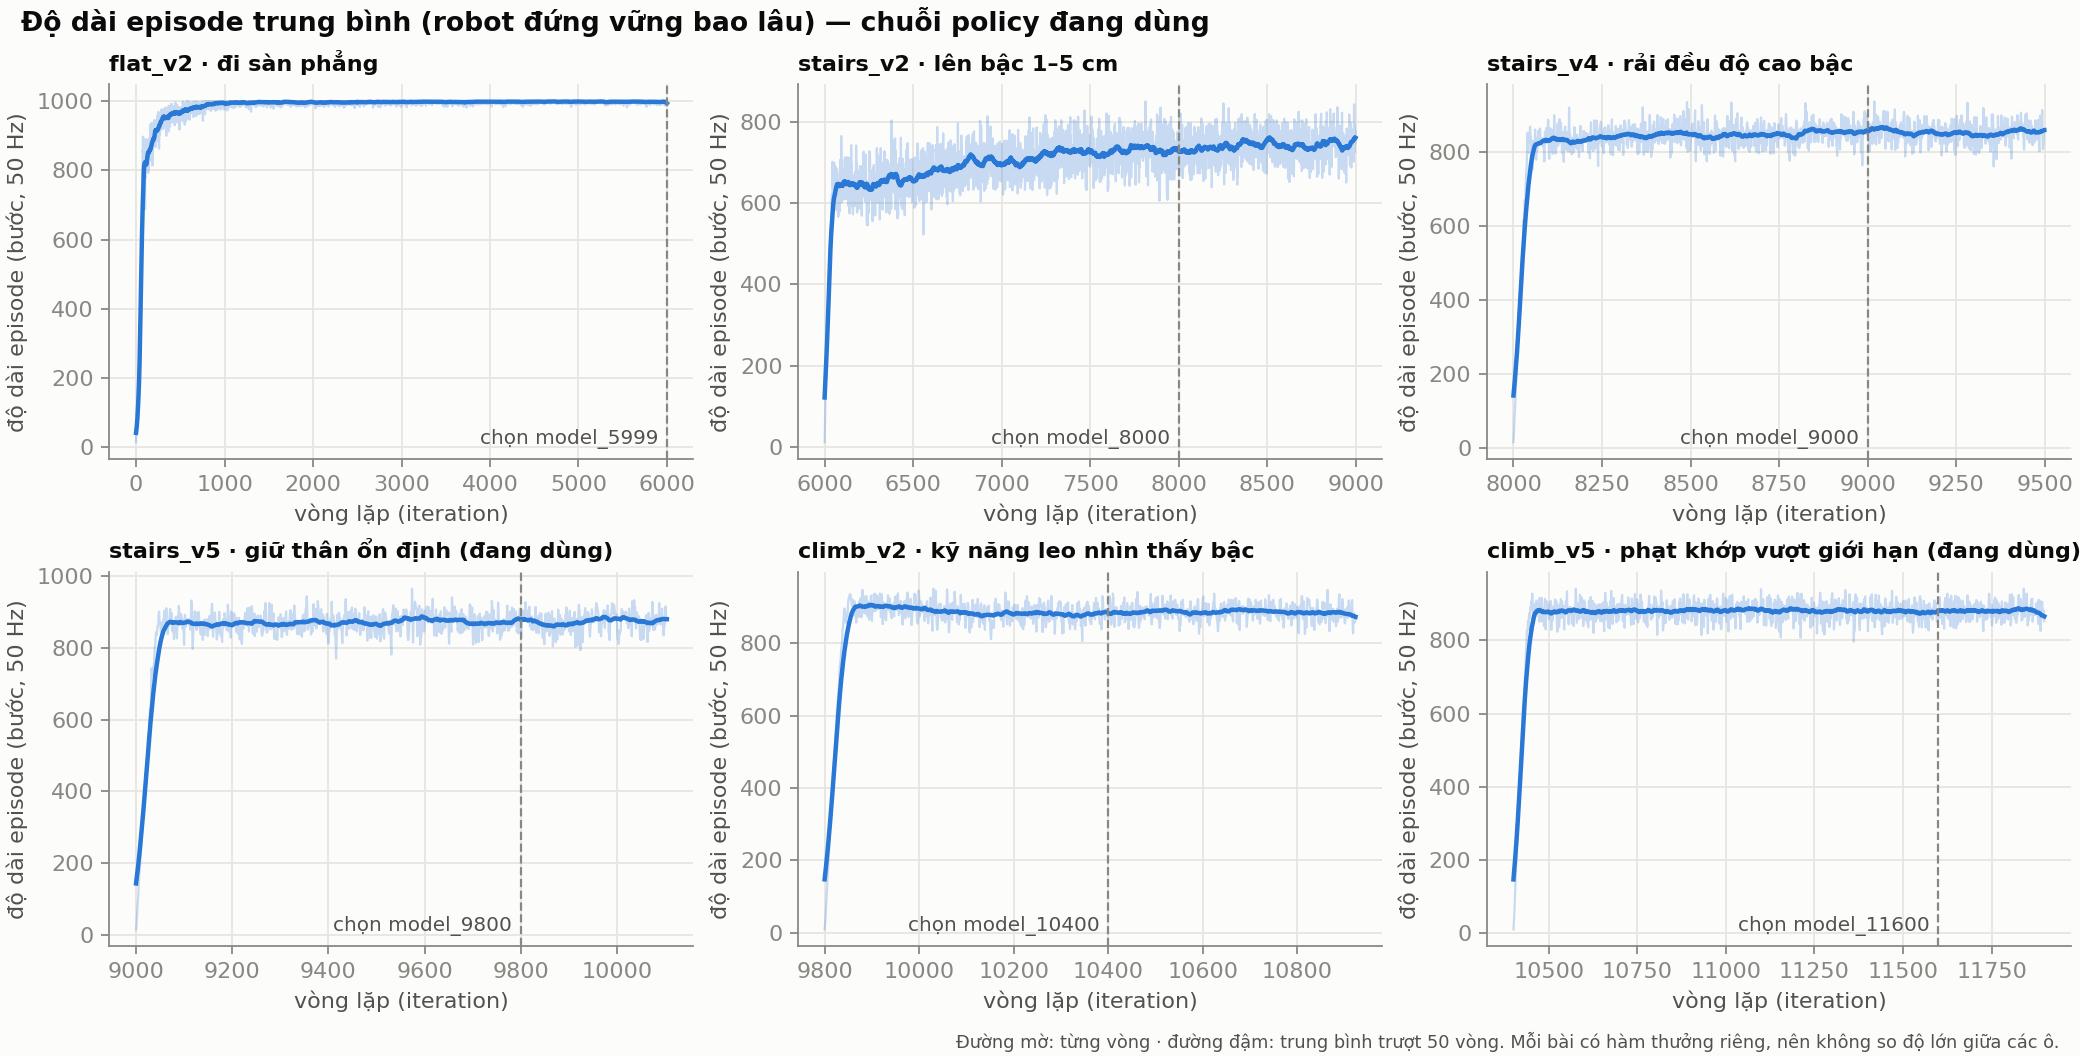 Độ dài episode trung bình (robot đứng vững bao lâu) — chuỗi policy đang dùng
flat_v2 · đi sàn phẳng
độ dài episode (bước, 50 Hz)
1000
800
600
400
200
0
chọn model_5999
0 1000 2000 3000 4000 5000 6000
vòng lặp (iteration)
stairs_v2 · lên bậc 1–5 cm
độ dài episode (bước, 50 Hz)
800
600
400
200
0
chọn model_8000
6000 6500 7000 7500 8000 8500 9000
vòng lặp (iteration)
stairs_v4 · rải đều độ cao bậc
độ dài episode (bước, 50 Hz)
800
600
400
200
0
chọn model_9000
8000 8250 8500 8750 9000 9250 9500
vòng lặp (iteration)
stairs_v5 · giữ thân ổn định (đang dùng)
độ dài episode (bước, 50 Hz)
1000
800
600
400
200
0
chọn model_9800
9000 9200 9400 9600 9800 10000
vòng lặp (iteration)
climb_v2 · kỹ năng leo nhìn thấy bậc
độ dài episode (bước, 50 Hz)
800
600
400
200
0
chọn model_10400
9800 10000 10200 10400 10600 10800
vòng lặp (iteration)
climb_v5 · phạt khớp vượt giới hạn (đang dùng)
độ dài episode (bước, 50 Hz)
800
600
400
200
0
chọn model_11600
10500 10750 11000 11250 11500 11750
vòng lặp (iteration)
Đường mờ: từng vòng · đường đậm: trung bình trượt 50 vòng. Mỗi bài có hàm thưởng riêng, nên không so độ lớn giữa các ô.